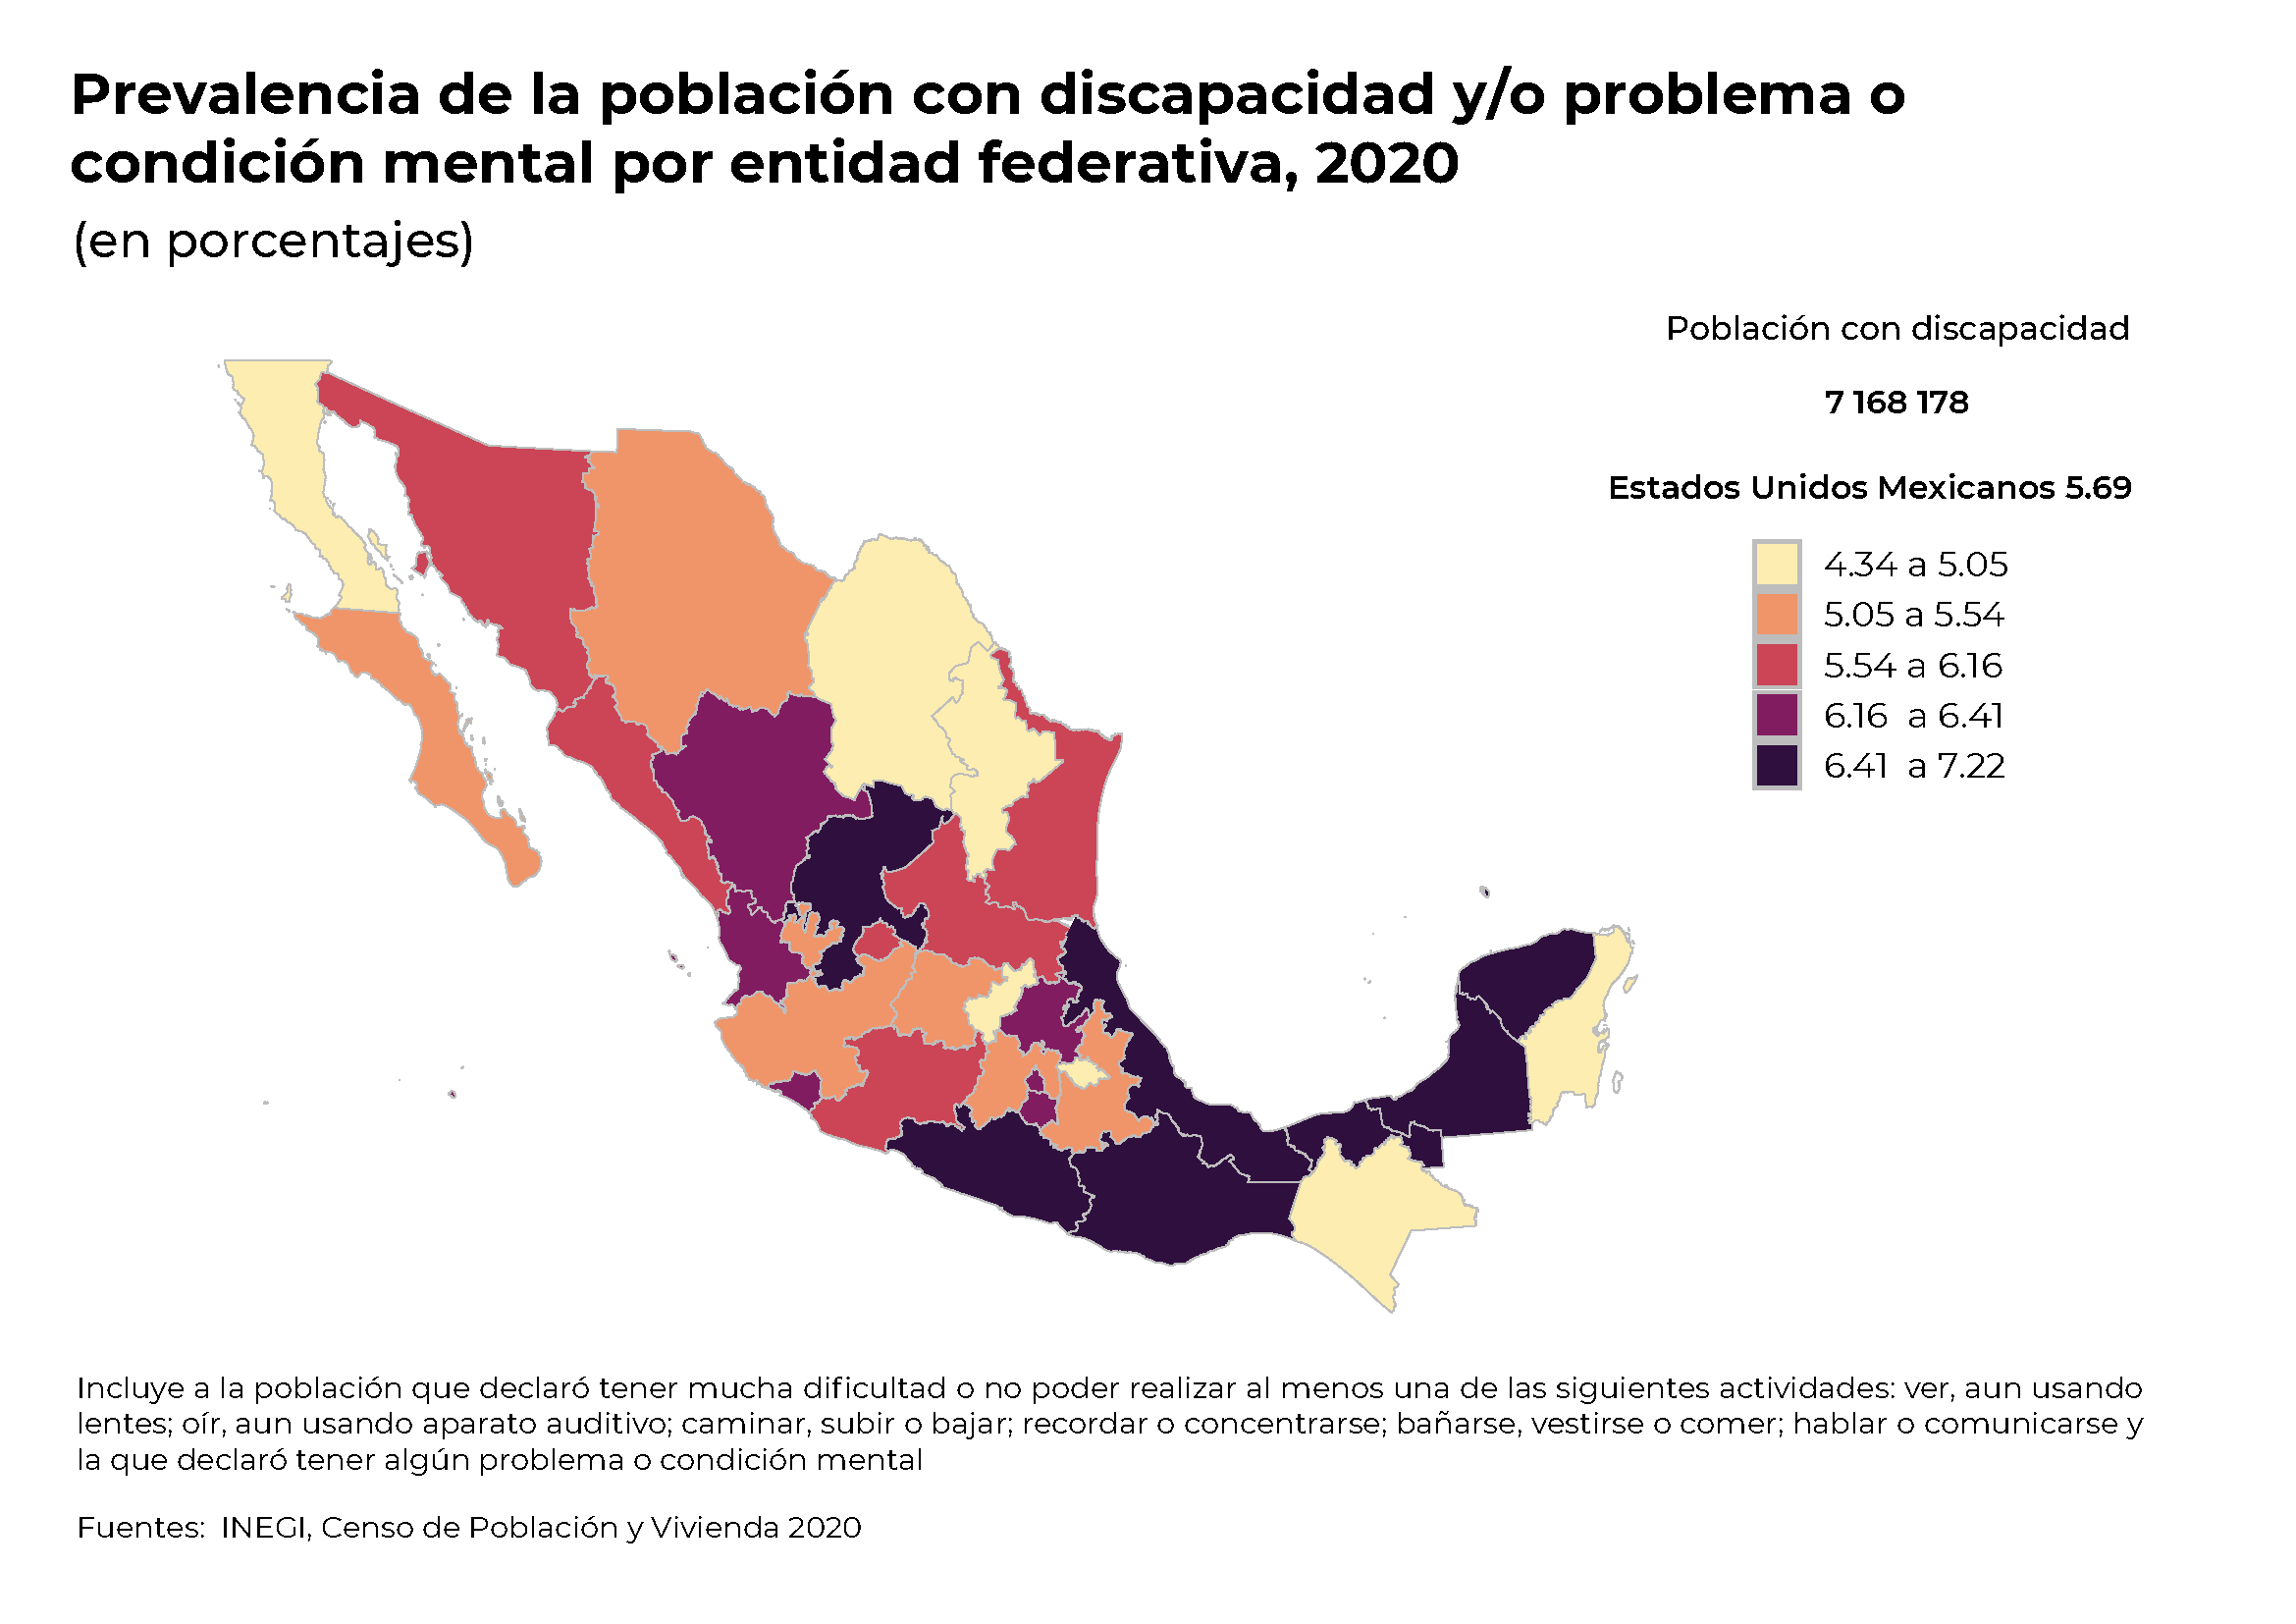 Prevalencia de la población con discapacidad y/o problema o
condición mental por entidad federativa, 2020
(en porcentajes)
Población con discapacidad
7 168 178
Estados Unidos Mexicanos 5.69
4.34 a 5.05
5.05 a 5.54
5.54 a 6.16
6.16 a 6.41
6.41 a 7.22
Incluye a la población que declaró tener mucha dificultad o no poder realizar al menos una de las siguientes actividades: ver, aun usando
lentes; oír, aun usando aparato auditivo; caminar, subir o bajar; recordar o concentrarse; bañarse, vestirse o comer; hablar o comunicarse y
la que declaró tener algún problema o condición mental
Fuentes: INEGI, Censo de Población y Vivienda 2020